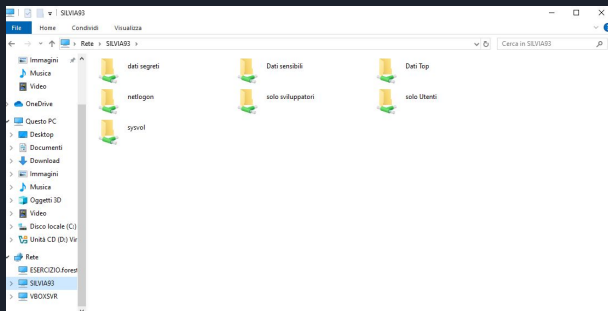 SILVIA93
File Home Condividi Visualizza
Rete > SILVIA93 >
Cerca in SILVIA93
Immagini
Musica
Video
OneDrive
Questo PC
Desktop
Documenti
Download
Immagini
Musica
Oggetti 3D
Video
Disco locale (C:)
Unità CD (D:) Vir
Rete
ESERCIZIO.forest
SILVIA93
VBOXSVR
dati segreti Dati sensibili Dati Top
netlogon solo sviluppatori solo Utenti
sysvol